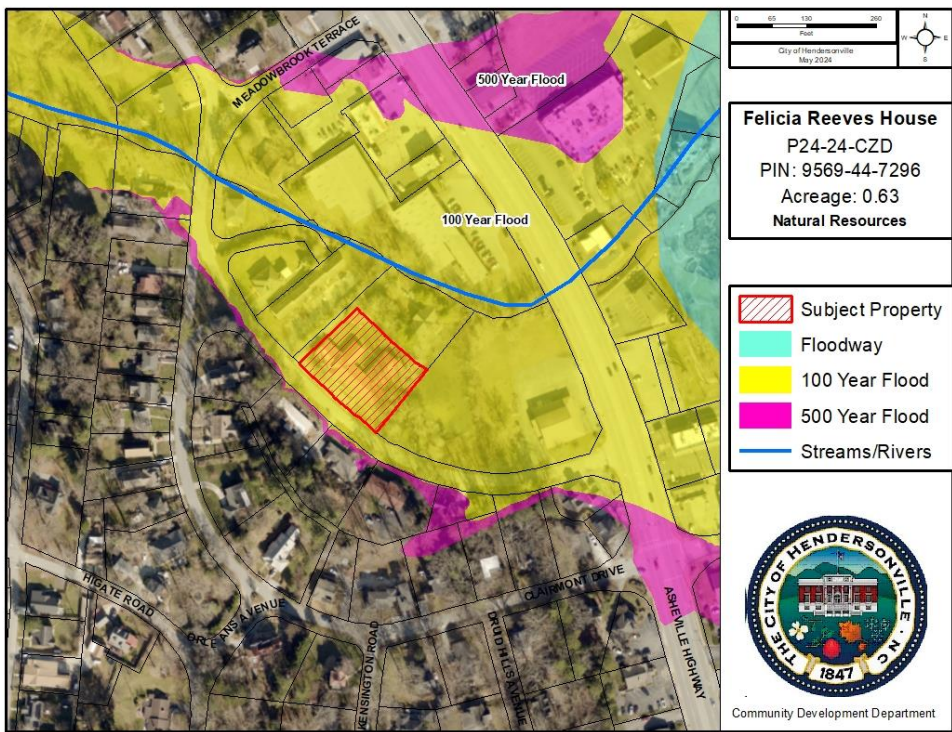 MEADOWBROOK TERRACE
500 Year Flood
100 Year Flood
HIGATE ROAD
ORLEANS AVENUE
KENSINGTON ROAD
DRUID HILLS AVENUE
CLAIRMONT DRIVE
ASHEVILLE HIGHWAY
0 65 130 260
Feet
City of Hendersonville
May 2024
N
W E
S
Felicia Reeves House
P24-24-CZD
PIN: 9569-44-7296
Acreage: 0.63
Natural Resources
Subject Property
Floodway
100 Year Flood
500 Year Flood
Streams/Rivers
THE CITY OF HENDERSONVILLE · N.C.
1847
Community Development Department